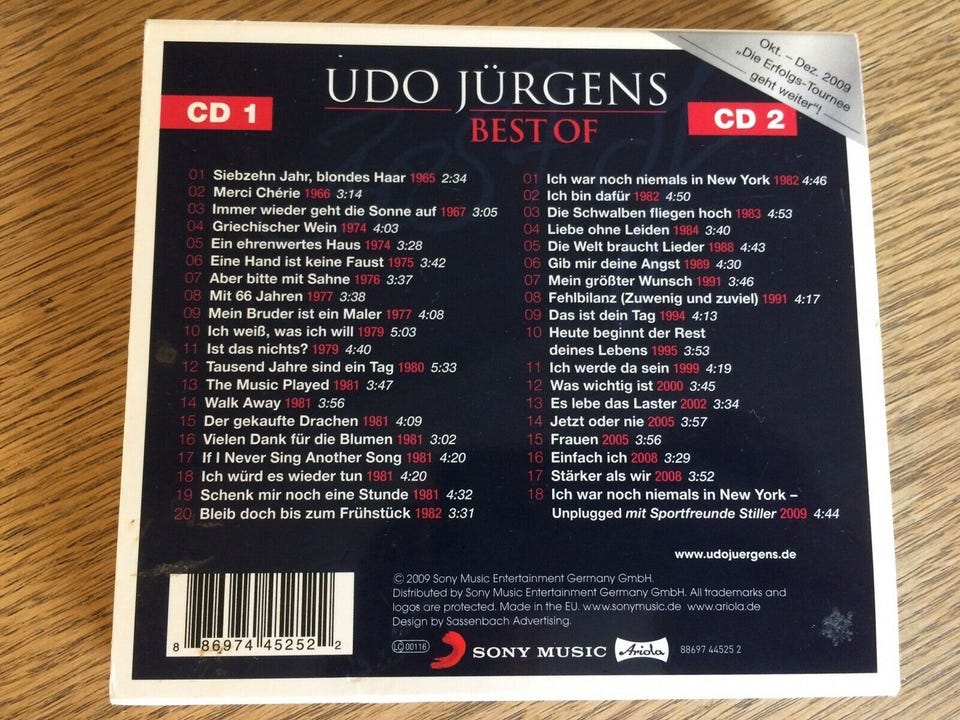 Okt. – Dez. 2009
„Die Erfolgs-Tournee
geht weiter“!
UDO JÜRGENS
BEST OF
CD 1
01 Siebzehn Jahr, blondes Haar 1965 2:34
02 Merci Chérie 1966 3:14
03 Immer wieder geht die Sonne auf 1967 3:05
04 Griechischer Wein 1974 4:03
05 Ein ehrenwertes Haus 1974 3:28
06 Eine Hand ist keine Faust 1975 3:42
07 Aber bitte mit Sahne 1976 3:37
08 Mit 66 Jahren 1977 3:38
09 Mein Bruder ist ein Maler 1977 4:08
10 Ich weiß, was ich will 1979 5:03
11 Ist das nichts? 1979 4:40
12 Tausend Jahre sind ein Tag 1980 5:33
13 The Music Played 1981 3:47
14 Walk Away 1981 3:56
15 Der gekaufte Drachen 1981 4:09
16 Vielen Dank für die Blumen 1981 3:02
17 If I Never Sing Another Song 1981 4:20
18 Ich würd es wieder tun 1981 4:20
19 Schenk mir noch eine Stunde 1981 4:32
20 Bleib doch bis zum Frühstück 1982 3:31
CD 2
01 Ich war noch niemals in New York 1982 4:46
02 Ich bin dafür 1982 4:50
03 Die Schwalben fliegen hoch 1983 4:53
04 Liebe ohne Leiden 1984 3:40
05 Die Welt braucht Lieder 1988 4:43
06 Gib mir deine Angst 1989 4:30
07 Mein größter Wunsch 1991 3:46
08 Fehlbilanz (Zuwenig und zuviel) 1991 4:17
09 Das ist dein Tag 1994 4:13
10 Heute beginnt der Rest
deines Lebens 1995 3:53
11 Ich werde da sein 1999 4:19
12 Was wichtig ist 2000 3:45
13 Es lebe das Laster 2002 3:34
14 Jetzt oder nie 2005 3:57
15 Frauen 2005 3:56
16 Einfach ich 2008 3:29
17 Stärker als wir 2008 3:52
18 Ich war noch niemals in New York –
Unplugged mit Sportfreunde Stiller 2009 4:44
www.udojuergens.de
© 2009 Sony Music Entertainment Germany GmbH.
Distributed by Sony Music Entertainment Germany GmbH. All trademarks and
logos are protected. Made in the EU. www.sonymusic.de www.ariola.de
Design by Sassenbach Advertising.
8 86974 45252 2
LC 00116
SONY MUSIC
Ariola
88697 44525 2